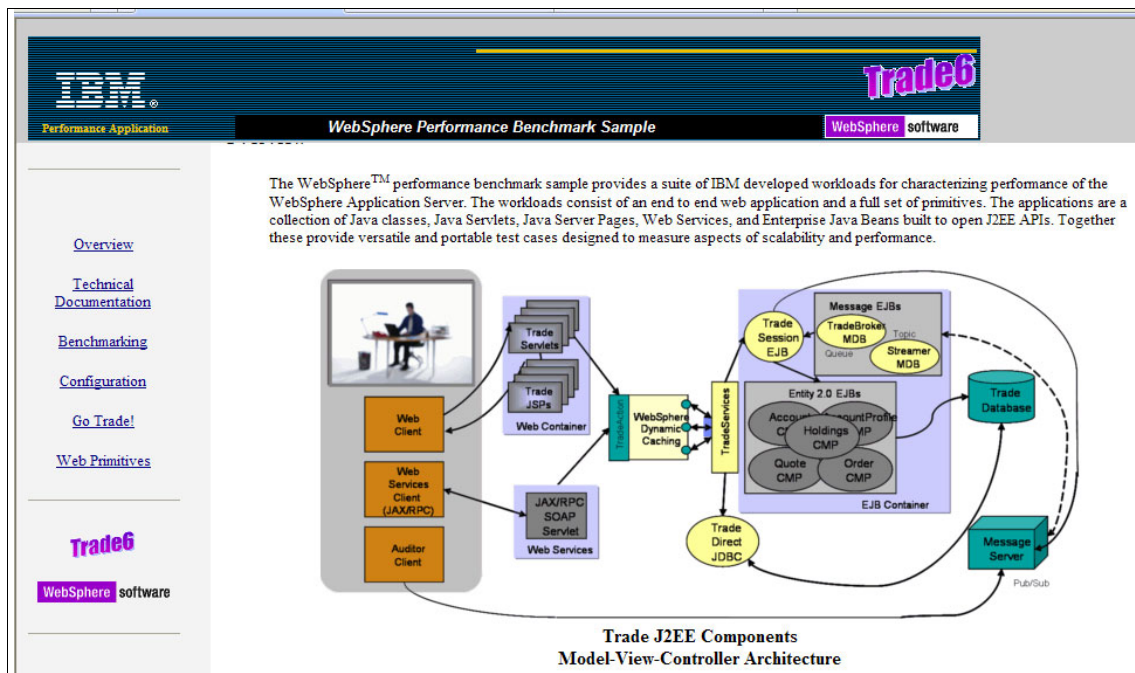 IBM®
Trade6
Performance Application
WebSphere Performance Benchmark Sample
WebSphere software
The WebSphere™ performance benchmark sample provides a suite of IBM developed workloads for characterizing performance of the
WebSphere Application Server. The workloads consist of an end to end web application and a full set of primitives. The applications are a
collection of Java classes, Java Servlets, Java Server Pages, Web Services, and Enterprise Java Beans built to open J2EE APIs. Together
these provide versatile and portable test cases designed to measure aspects of scalability and performance.
Overview
Technical
Documentation
Benchmarking
Configuration
Go Trade!
Web Primitives
Trade6
WebSphere software
Web
Client
Web
Services
Client
(JAX/RPC)
Auditor
Client
Trade
Servlets
Trade
JSPs
Web Container
JAX/RPC
SOAP
Servlet
Web Services
TradeAction
WebSphere
Dynamic
Caching
TradeServices
Trade
Session
EJB
Message EJBs
TradeBroker
MDB
Queue
Topic
Streamer
MDB
Entity 2.0 EJBs
Holdings
CMP
Quote
CMP
Order
CMP
EJB Container
Trade
Direct
JDBC
Trade
Database
Message
Server
Pub/Sub
Trade J2EE Components
Model-View-Controller Architecture